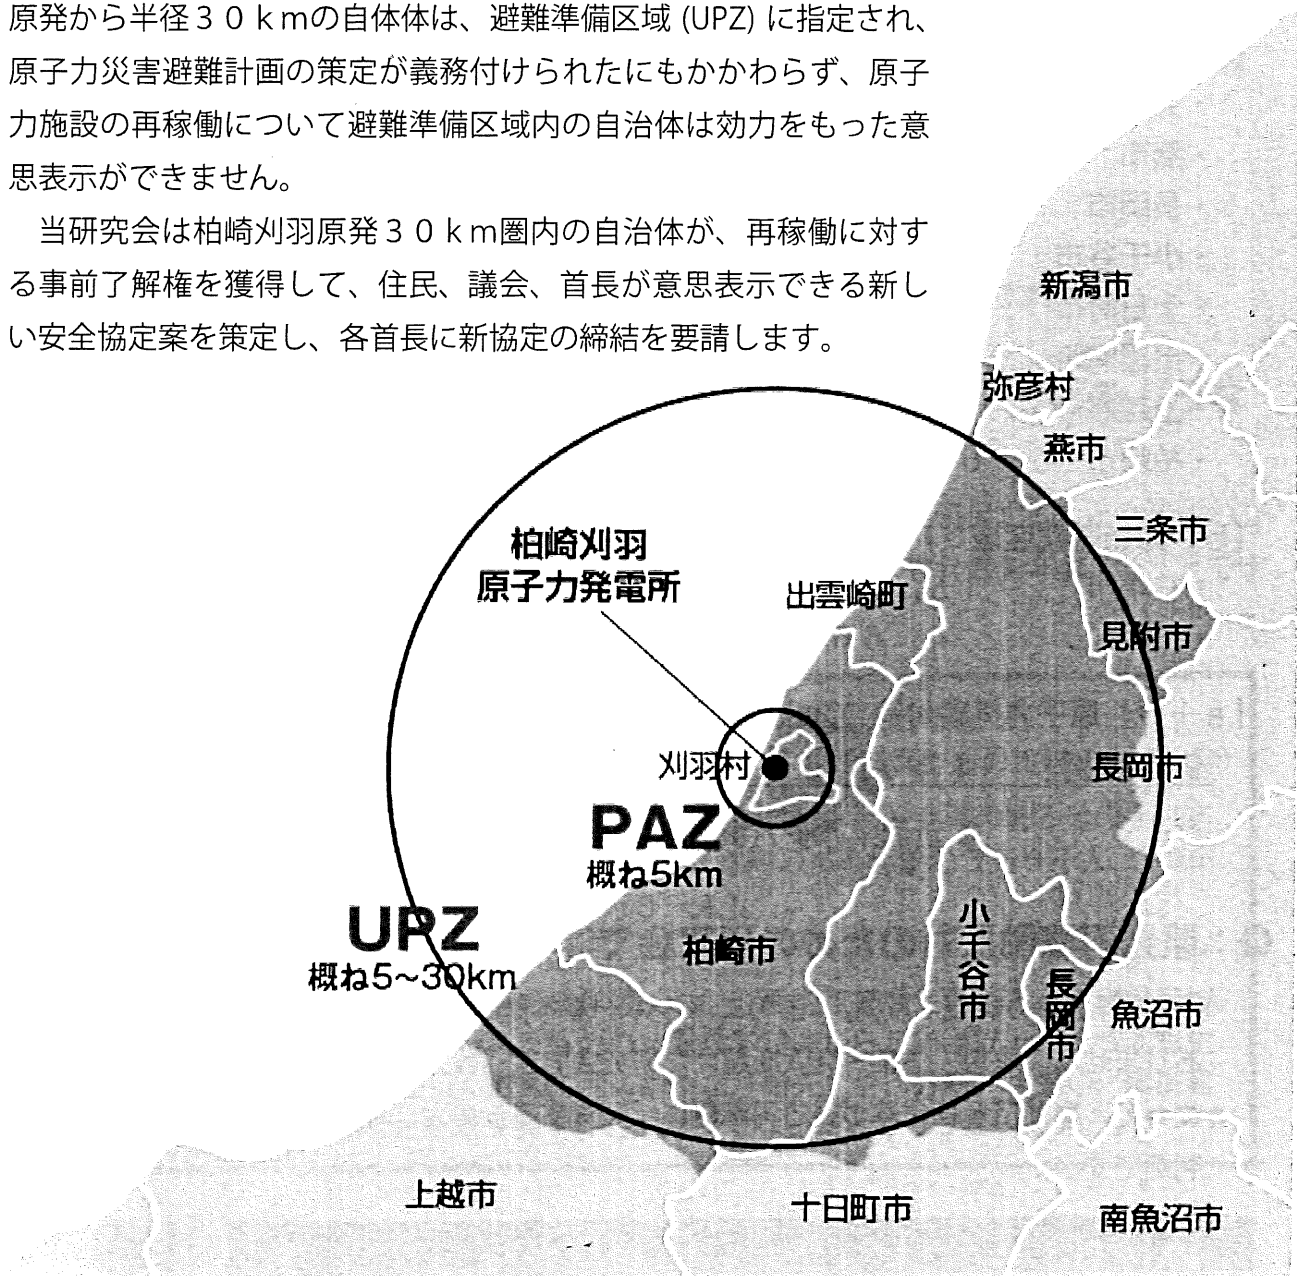 原発から半径３０ｋｍの自体体は、避難準備区域 (UPZ) に指定され、
原子力災害避難計画の策定が義務付けられたにもかかわらず、原子
力施設の再稼働について避難準備区域内の自治体は効力をもった意
思表示ができません。
　当研究会は柏崎刈羽原発３０ｋｍ圏内の自治体が、再稼働に対す
る事前了解権を獲得して、住民、議会、首長が意思表示できる新し
い安全協定案を策定し、各首長に新協定の締結を要請します。
新潟市
弥彦村
燕市
三条市
柏崎刈羽
原子力発電所
出雲崎町
見附市
刈羽村
長岡市
PAZ
概ね5km
UPZ
概ね5~30km
柏崎市
小千谷市
長岡市
魚沼市
上越市
十日町市
南魚沼市